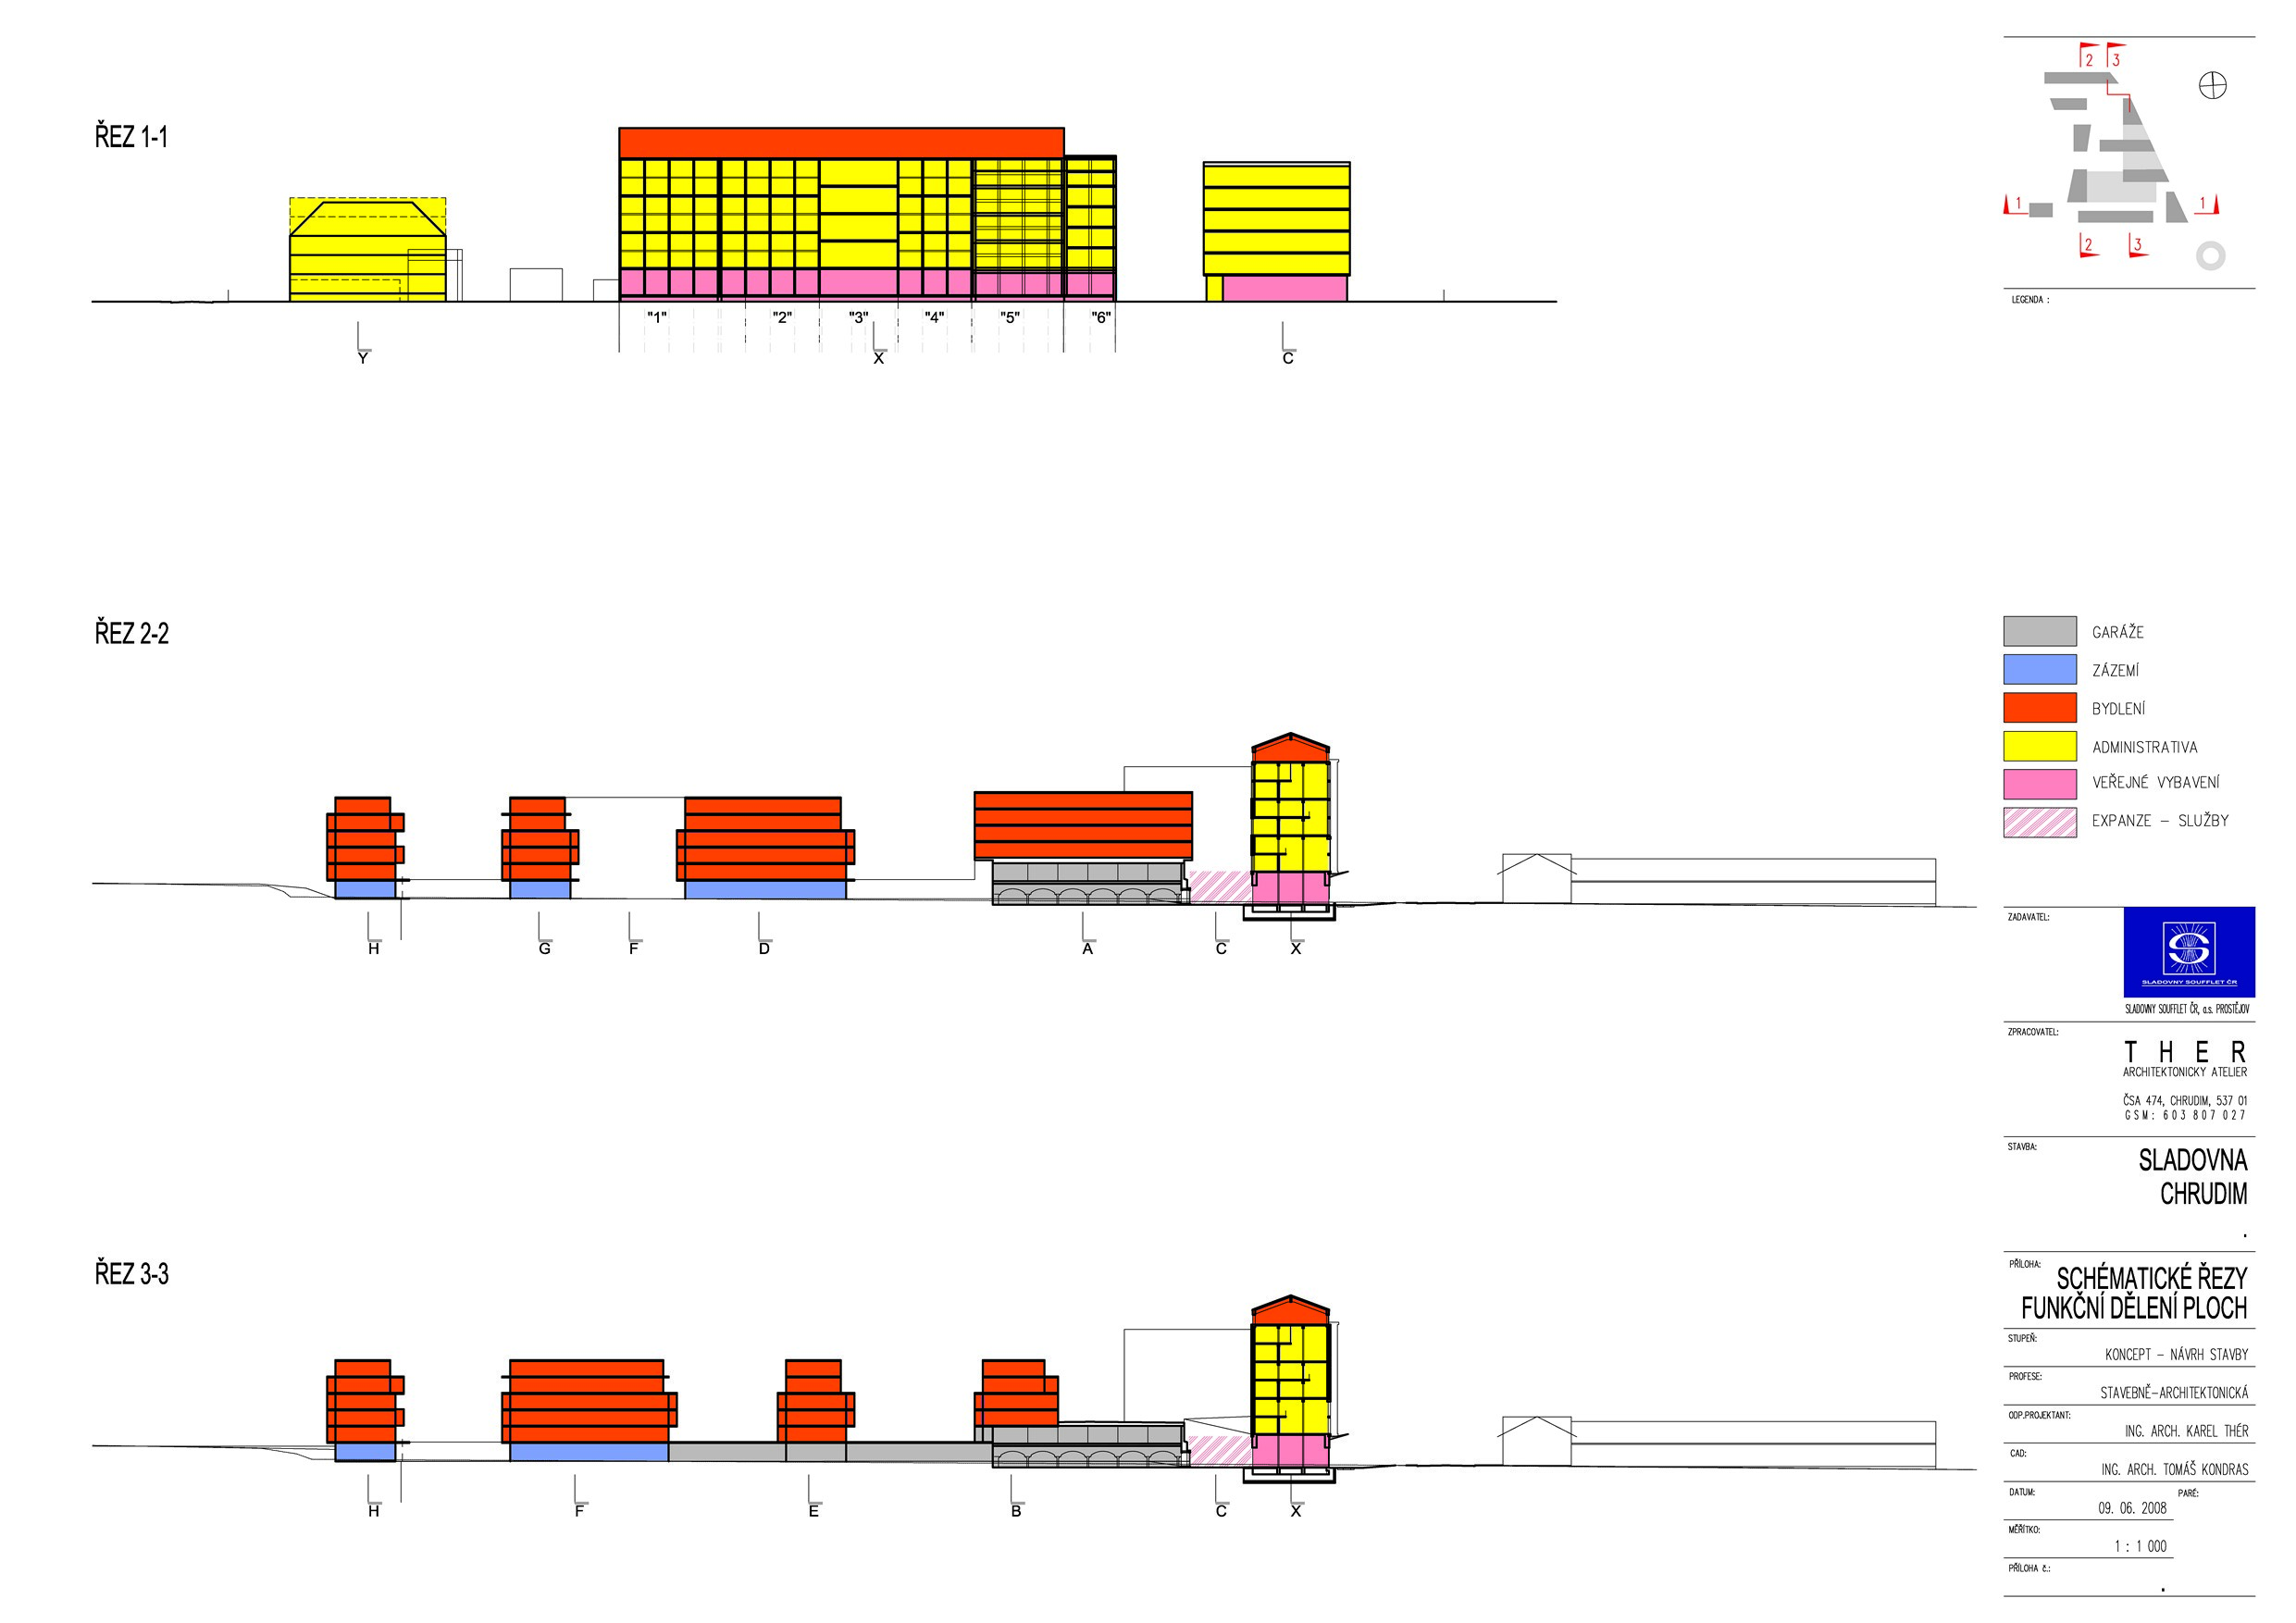 ŘEZ 1-1
"1"
"2"
"3"
"4"
"5"
"6"
Y
X
C
ŘEZ 2-2
H
G
F
D
A
C
X
ŘEZ 3-3
H
F
E
B
C
X
2
3
1
1
2
3
LEGENDA :
GARÁŽE
ZÁZEMÍ
BYDLENÍ
ADMINISTRATIVA
VEŘEJNÉ VYBAVENÍ
EXPANZE – SLUŽBY
ZADAVATEL:
S
SLADOVNY SOUFFLET ČR
SLADOVNY SOUFFLET ČR, a.s. PROSTĚJOV
ZPRACOVATEL:
T H E R
ARCHITEKTONICKY ATELIER
ČSA 474, CHRUDIM, 537 01
GSM: 603 807 027
STAVBA:
SLADOVNA
CHRUDIM
.
PŘÍLOHA:
SCHÉMATICKÉ ŘEZY
FUNKČNÍ DĚLENÍ PLOCH
STUPEŇ:
KONCEPT – NÁVRH STAVBY
PROFESE:
STAVEBNĚ–ARCHITEKTONICKÁ
ODP.PROJEKTANT:
ING. ARCH. KAREL THÉR
CAD:
ING. ARCH. TOMÁŠ KONDRAS
DATUM:
PARÉ:
09. 06. 2008
MĚŘÍTKO:
1 : 1 000
PŘÍLOHA č.:
.